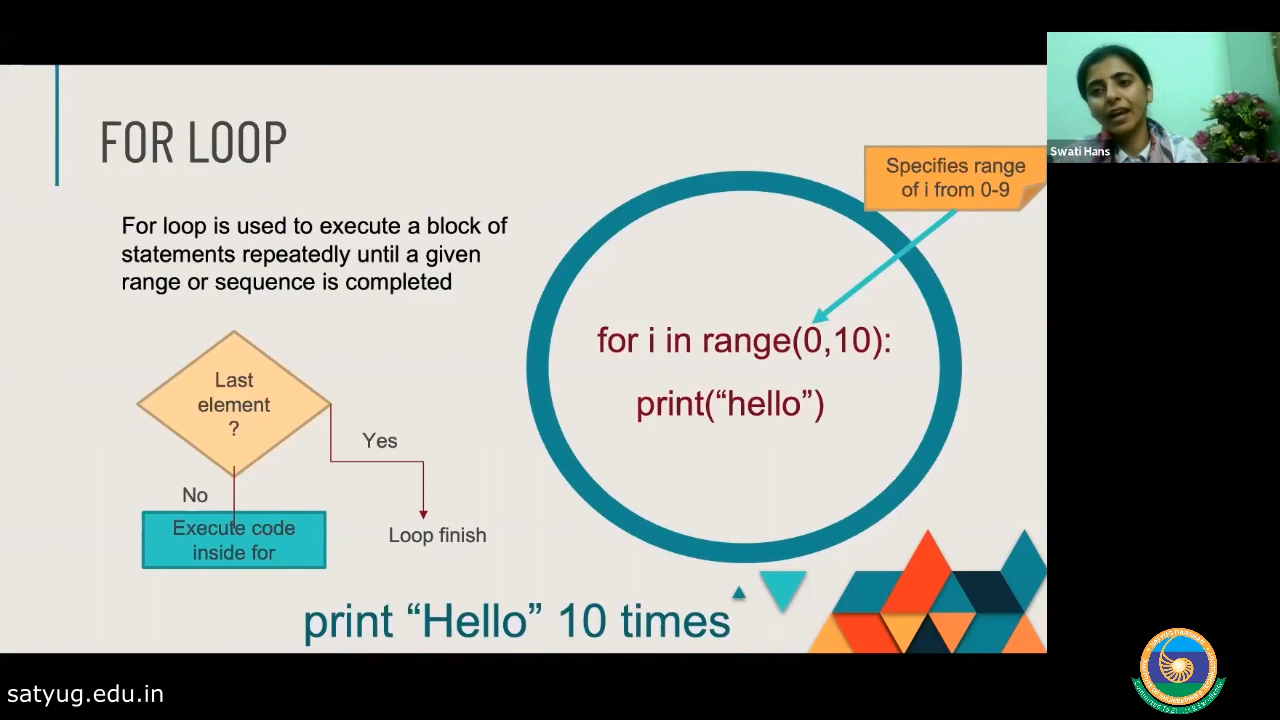 FOR LOOP
For loop is used to execute a block of
statements repeatedly until a given
range or sequence is completed
Last
element
?
Yes
No
Execute code
inside for
Loop finish
Specifies range
of i from 0-9
for i in range(0,10):
print(“hello”)
print “Hello” 10 times
Swati Hans
satyug.edu.in